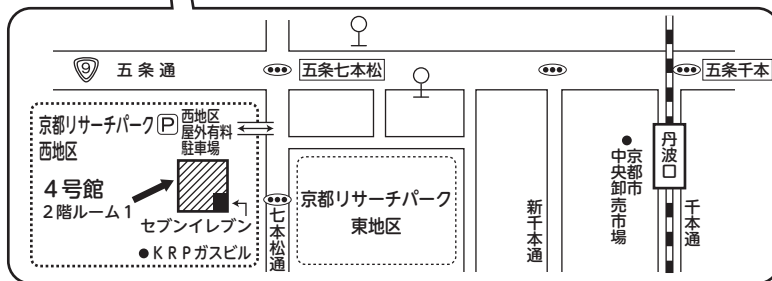 9
五条通
五条七本松
五条千本
京都リサーチパーク
西地区
P
西地区
屋外有料
駐車場
4号館
2階ルーム1
セブンイレブン
●KRPガスビル
七本松通
京都リサーチパーク
東地区
新千本通
●京都市
中央卸売市場
丹波口
千本通